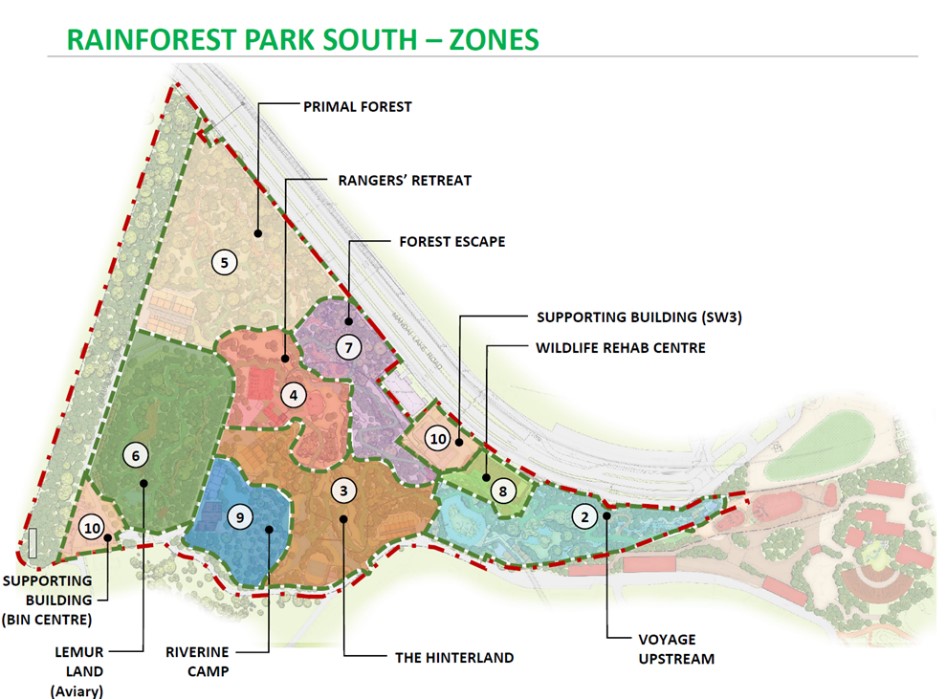 RAINFOREST PARK SOUTH – ZONES
PRIMAL FOREST
RANGERS’ RETREAT
FOREST ESCAPE
SUPPORTING BUILDING (SW3)
WILDLIFE REHAB CENTRE
5
7
4
10
6
3
8
2
9
10
SUPPORTING
BUILDING
(BIN CENTRE)
LEMUR
LAND
(Aviary)
RIVERINE
CAMP
THE HINTERLAND
VOYAGE
UPSTREAM